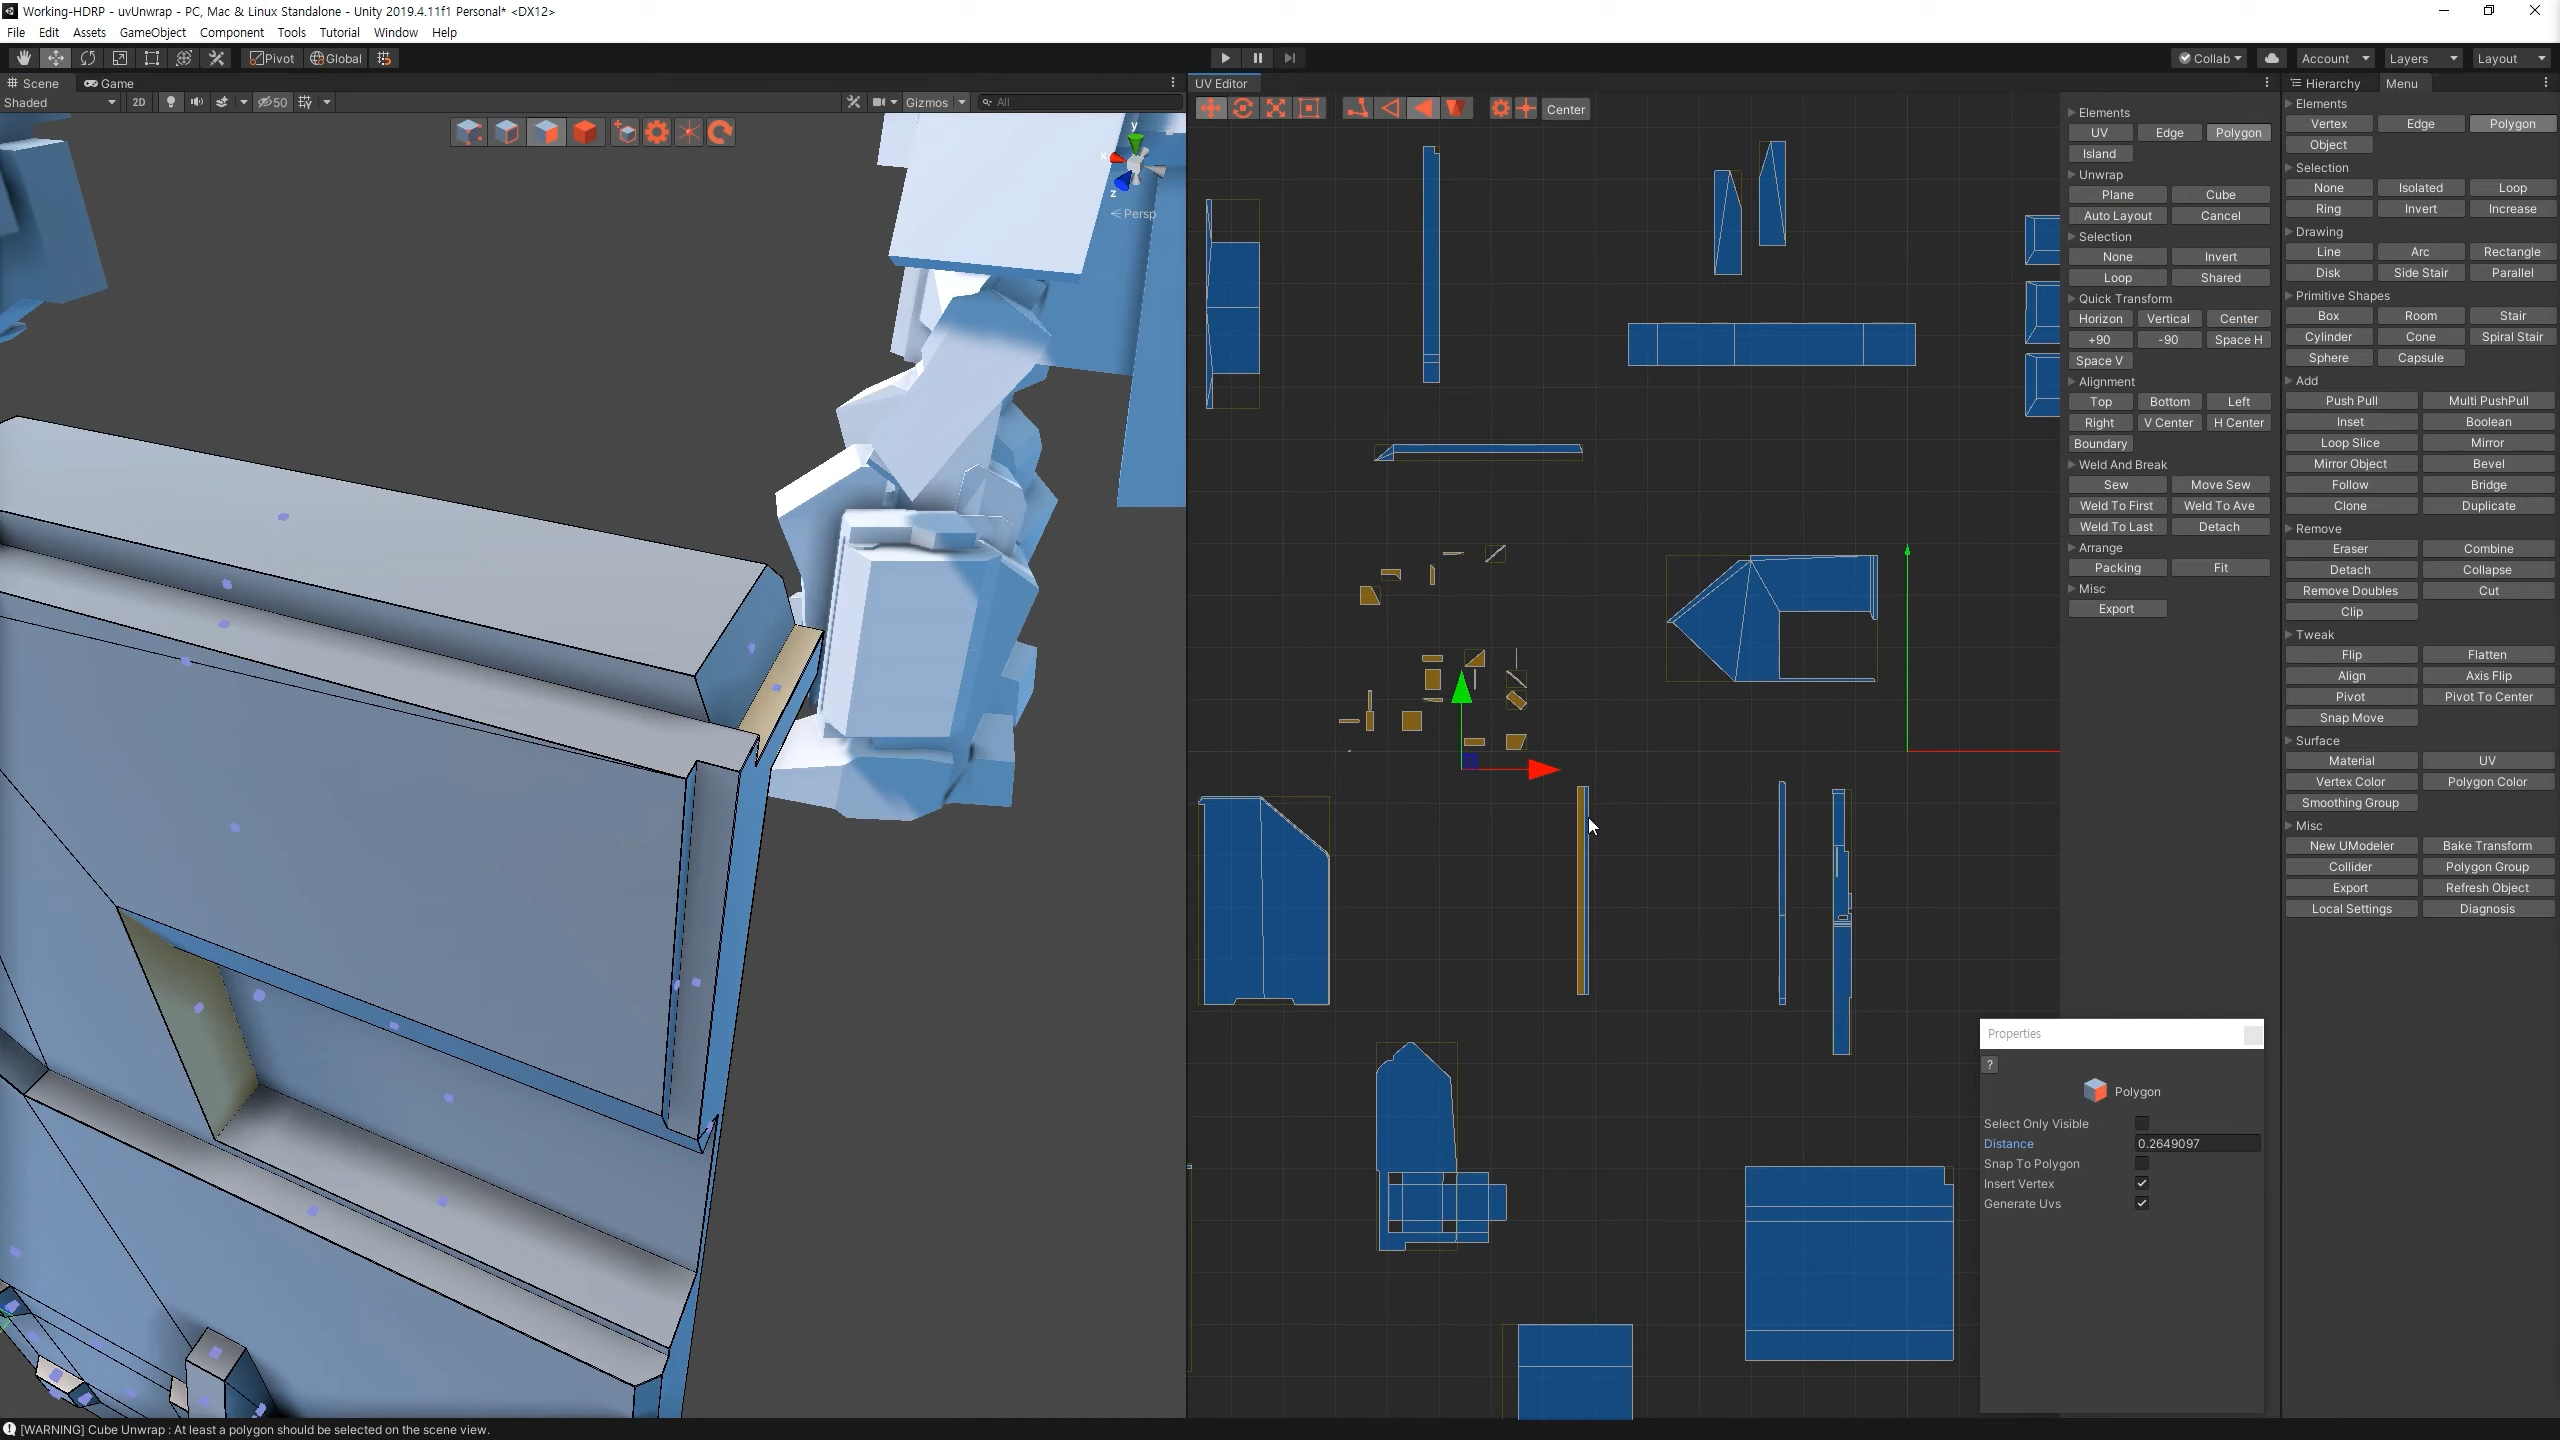 Working-HDRP - uvUnwrap - PC, Mac & Linux Standalone - Unity 2019.4.11f1 Personal* <DX12>
File Edit Assets GameObject Component Tools Tutorial Window Help
Pivot Global Collab Account Layers Layout
Scene Game UV Editor Hierarchy Menu
Shaded 2D 50 Gizmos All
Center
y
x
z
Persp
Elements
UV Edge Polygon
Island
Unwrap
Plane Cube
Auto Layout Cancel
Selection
None Invert
Loop Shared
Quick Transform
Horizon Vertical Center
+90 -90 Space H
Space V
Alignment
Top Bottom Left
Right V Center H Center
Boundary
Weld And Break
Sew Move Sew
Weld To First Weld To Ave
Weld To Last Detach
Arrange
Packing Fit
Misc
Export
Elements
Vertex Edge Polygon
Object
Selection
None Isolated Loop
Ring Invert Increase
Drawing
Line Arc Rectangle
Disk Side Stair Parallel
Primitive Shapes
Box Room Stair
Cylinder Cone Spiral Stair
Sphere Capsule
Add
Push Pull Multi PushPull
Inset Boolean
Loop Slice Mirror
Mirror Object Bevel
Follow Bridge
Clone Duplicate
Remove
Eraser Combine
Detach Collapse
Remove Doubles Cut
Clip
Tweak
Flip Flatten
Align Axis Flip
Pivot Pivot To Center
Snap Move
Surface
Material UV
Vertex Color Polygon Color
Smoothing Group
Misc
New UModeler Bake Transform
Collider Polygon Group
Export Refresh Object
Local Settings Diagnosis
Properties
?
Polygon
Select Only Visible
Distance 0.2649097
Snap To Polygon
Insert Vertex
Generate Uvs
[WARNING] Cube Unwrap : At least a polygon should be selected on the scene view.